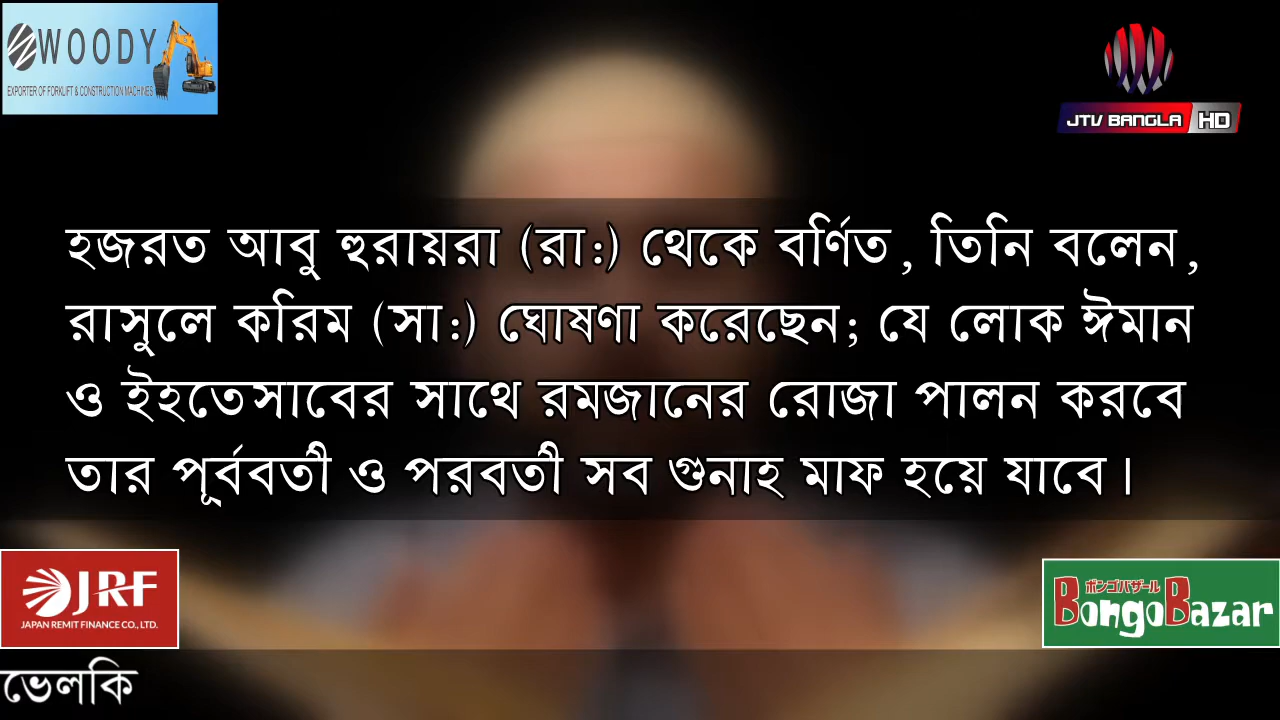 WOODY
EXPORTER OF FORKLIFT & CONSTRUCTION MACHINES
JTV BANGLA HD
হজরত আবু হুরায়রা (রা:) থেকে বর্ণিত, তিনি বলেন,
রাসুলে করিম (সা:) ঘোষণা করেছেন; যে লোক ঈমান
ও ইহতেসাবের সাথে রমজানের রোজা পালন করবে
তার পূর্ববর্তী ও পরবর্তী সব গুনাহ মাফ হয়ে যাবে।
JRF
JAPAN REMIT FINANCE CO., LTD.
ボンゴバザール
BongoBazar
ভেলকি